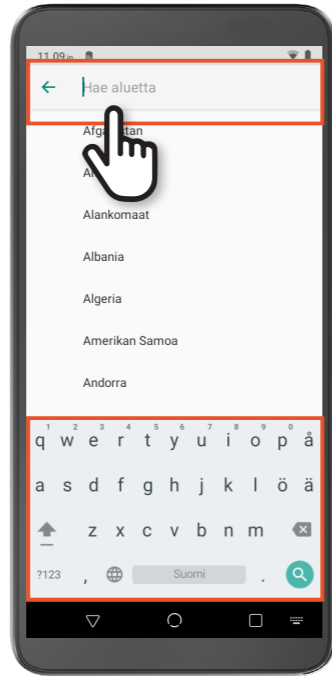 11.09
Hae aluetta
Alankomaat
Albania
Algeria
Amerikan Samoa
Andorra
1 2 3 4 5 6 7 8 9 0
q w e r t y u i o p å
a s d f g h j k l ö ä
z x c v b n m
?123 , Suomi .